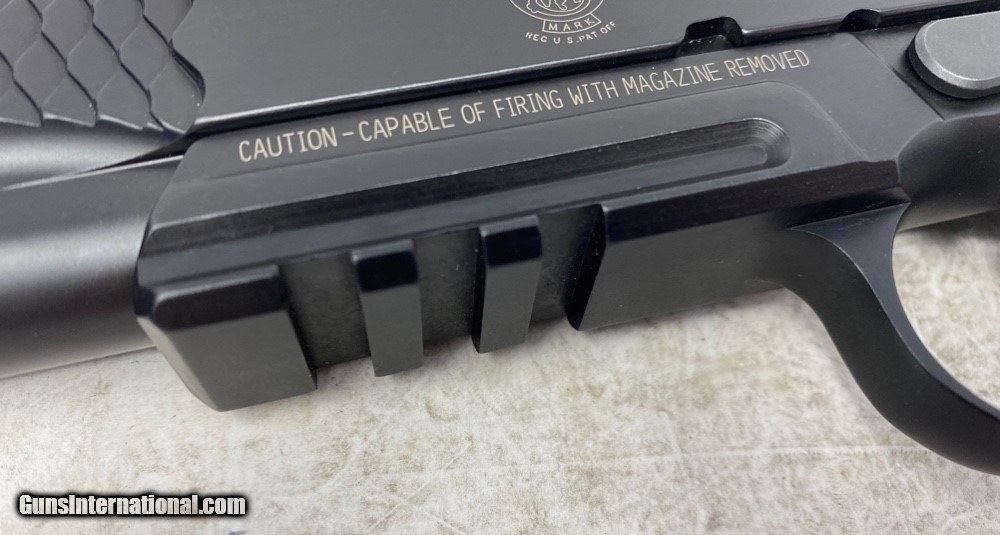 MARK
REG U.S. PAT OFF
CAUTION - CAPABLE OF FIRING WITH MAGAZINE REMOVED
GunsInternational.com